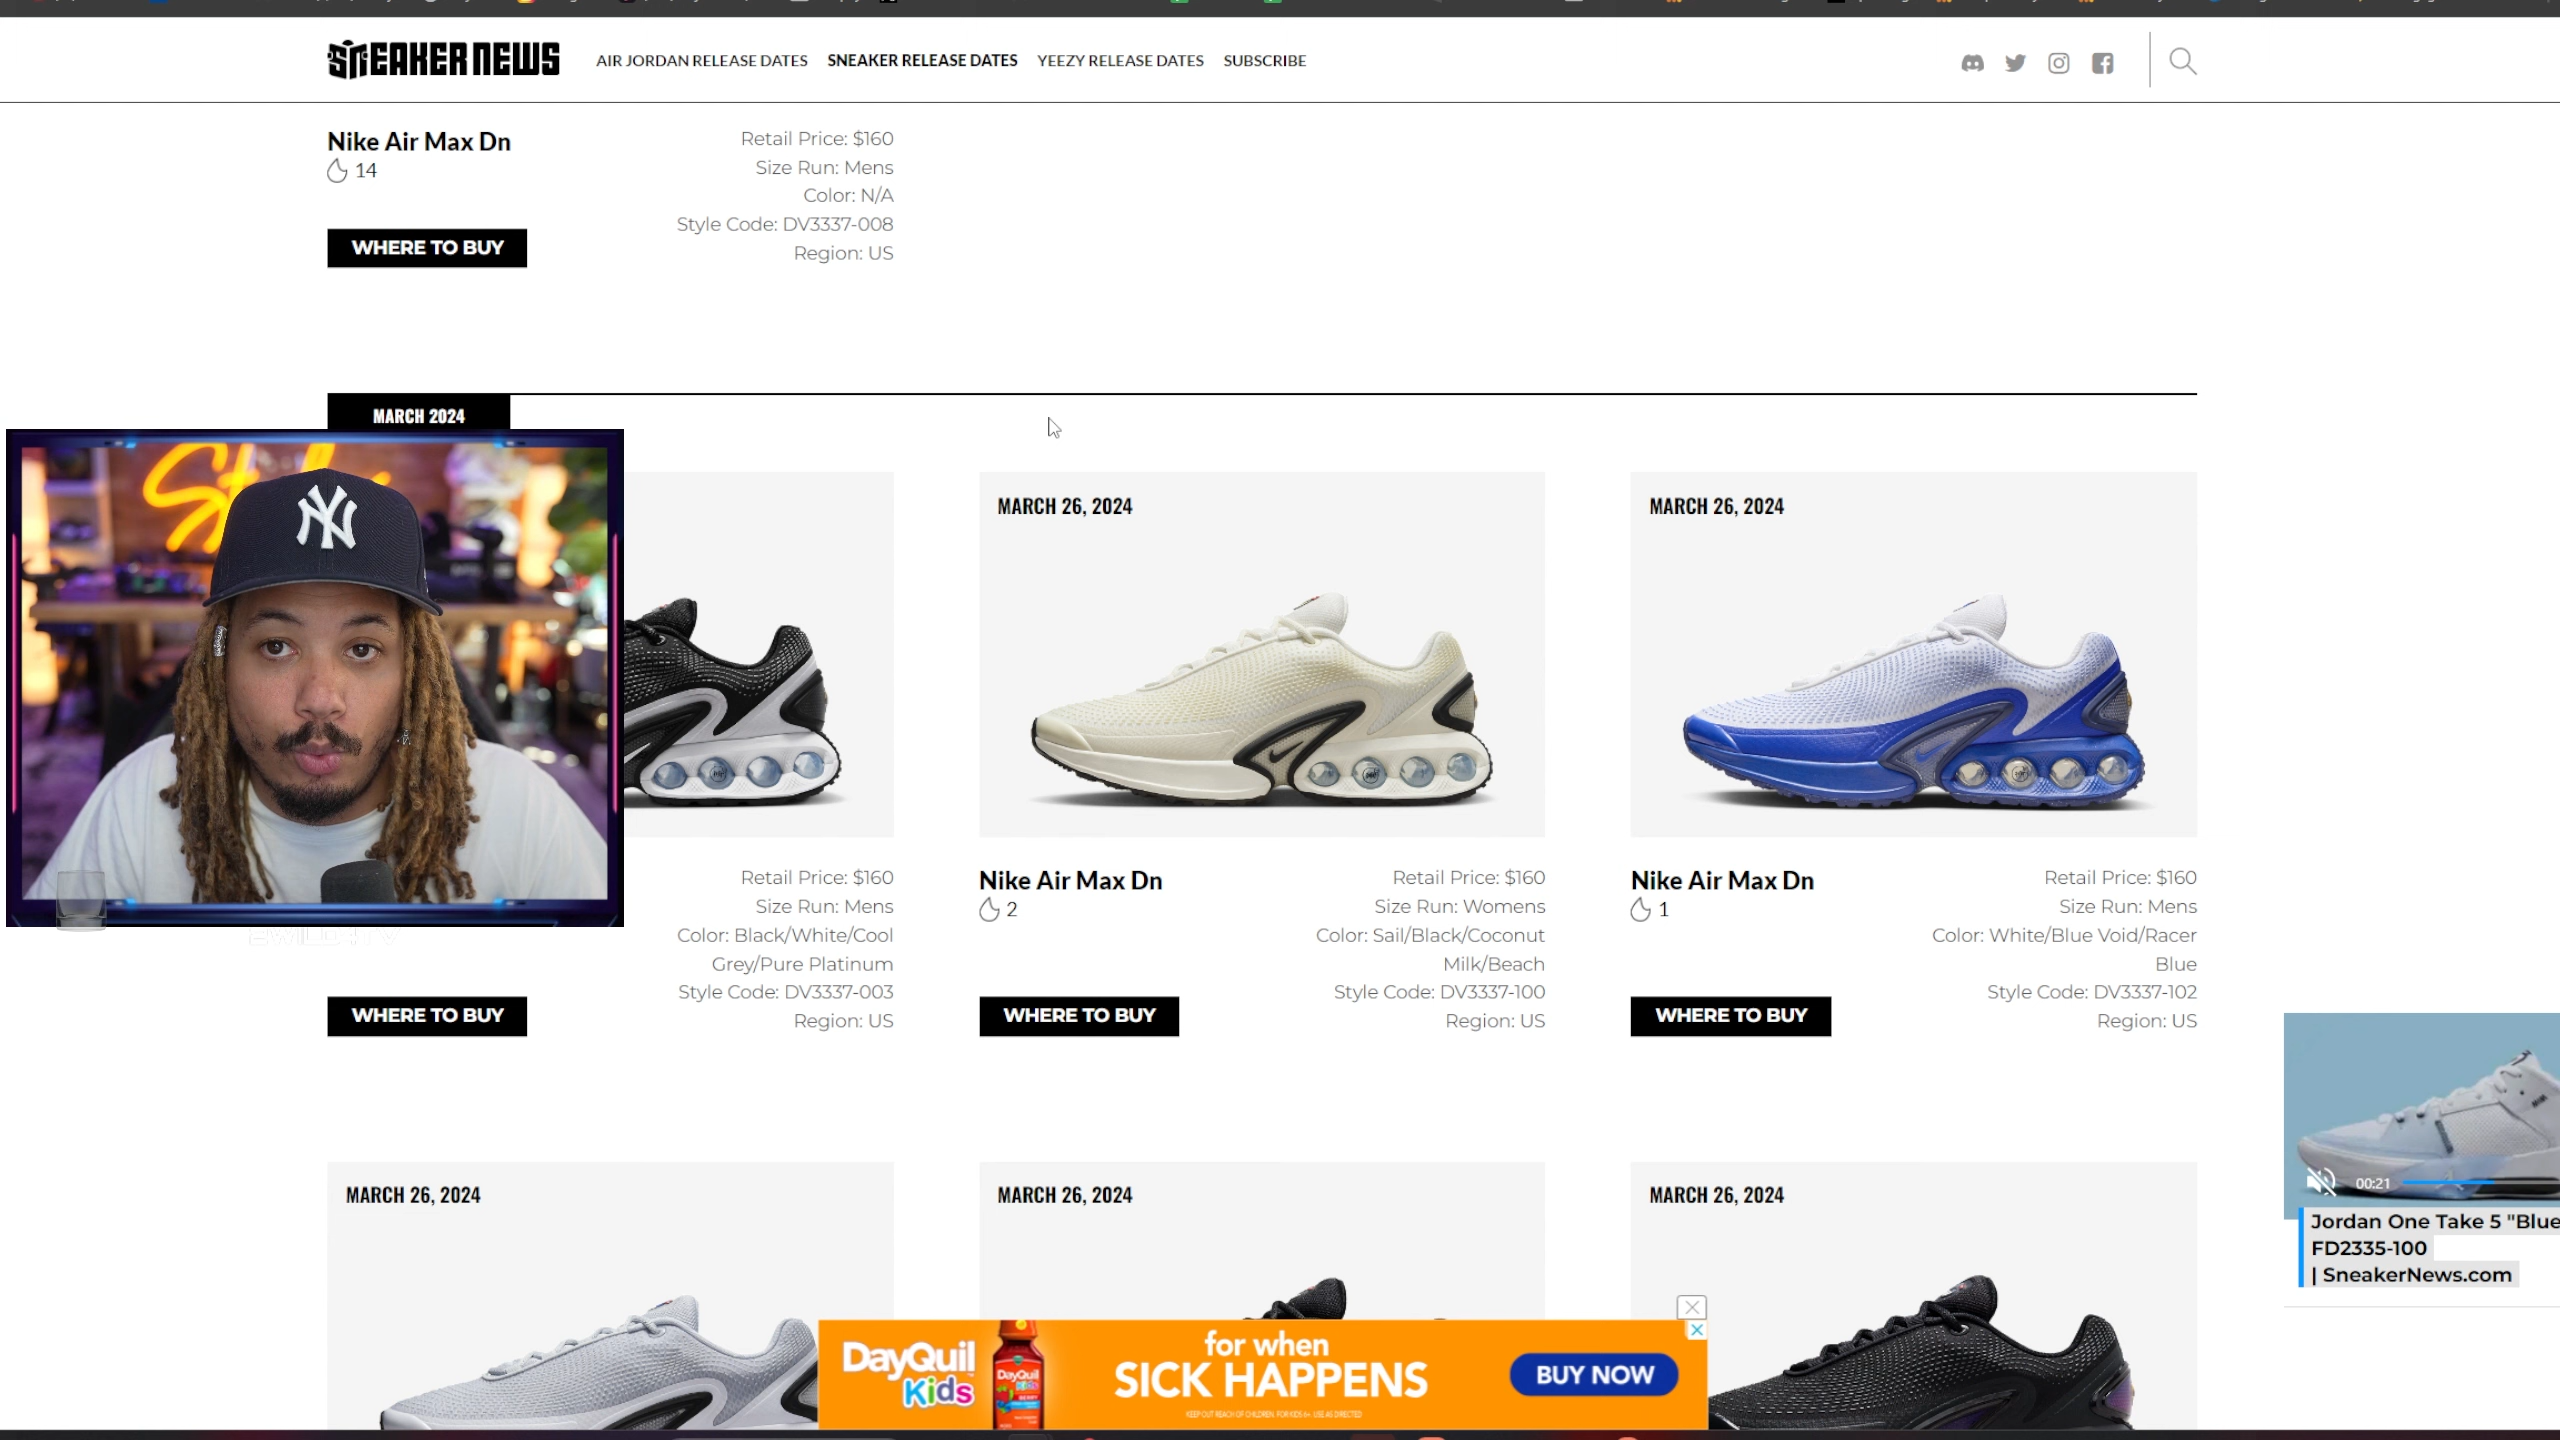 SNEAKER NEWS
AIR JORDAN RELEASE DATES SNEAKER RELEASE DATES YEEZY RELEASE DATES SUBSCRIBE
Nike Air Max Dn
14
WHERE TO BUY
Retail Price: $160
Size Run: Mens
Color: N/A
Style Code: DV3337-008
Region: US
MARCH 2024
NY
Retail Price: $160
Size Run: Mens
Color: Black/White/Cool
Grey/Pure Platinum
Style Code: DV3337-003
Region: US
WHERE TO BUY
MARCH 26, 2024
Nike Air Max Dn
2
WHERE TO BUY
Retail Price: $160
Size Run: Womens
Color: Sail/Black/Coconut
Milk/Beach
Style Code: DV3337-100
Region: US
MARCH 26, 2024
Nike Air Max Dn
1
WHERE TO BUY
Retail Price: $160
Size Run: Mens
Color: White/Blue Void/Racer
Blue
Style Code: DV3337-102
Region: US
MARCH 26, 2024
MARCH 26, 2024
MARCH 26, 2024
00:21
Jordan One Take 5 "Blue
FD2335-100
| SneakerNews.com
DayQuil
Kids
DayQuil
for when
SICK HAPPENS
KEEP OUT REACH OF CHILDREN. FOR KIDS 6+. USE AS DIRECTED
BUY NOW